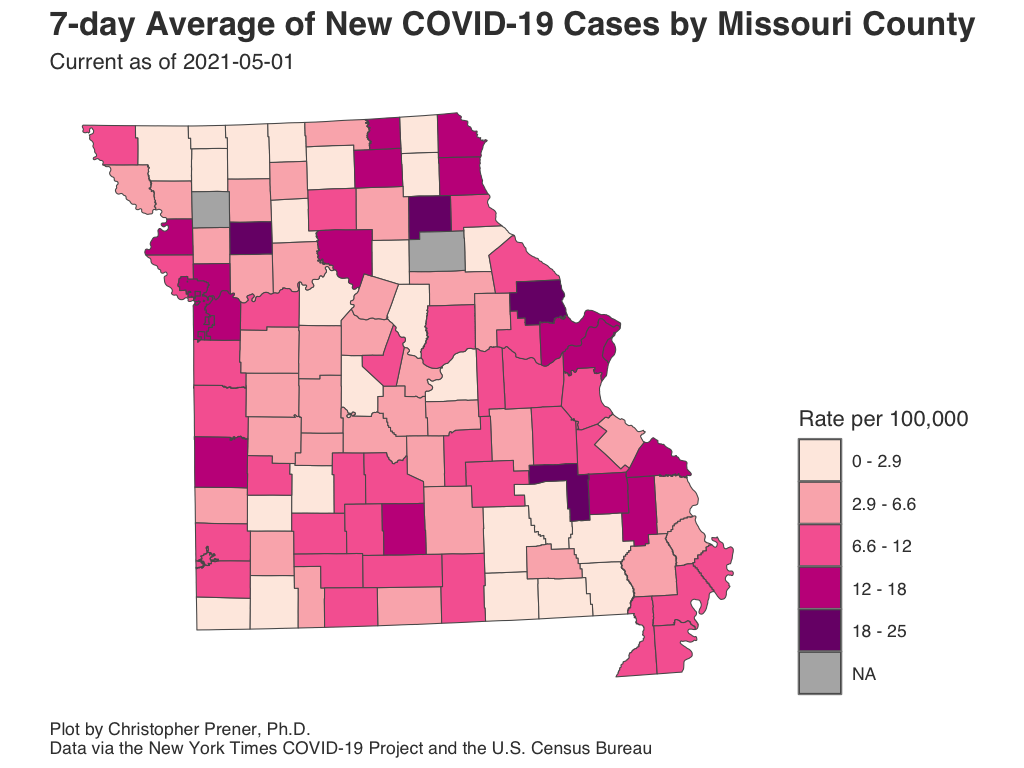 7-day Average of New COVID-19 Cases by Missouri County
Current as of 2021-05-01
Rate per 100,000
0 - 2.9
2.9 - 6.6
6.6 - 12
12 - 18
18 - 25
NA
Plot by Christopher Prener, Ph.D.
Data via the New York Times COVID-19 Project and the U.S. Census Bureau